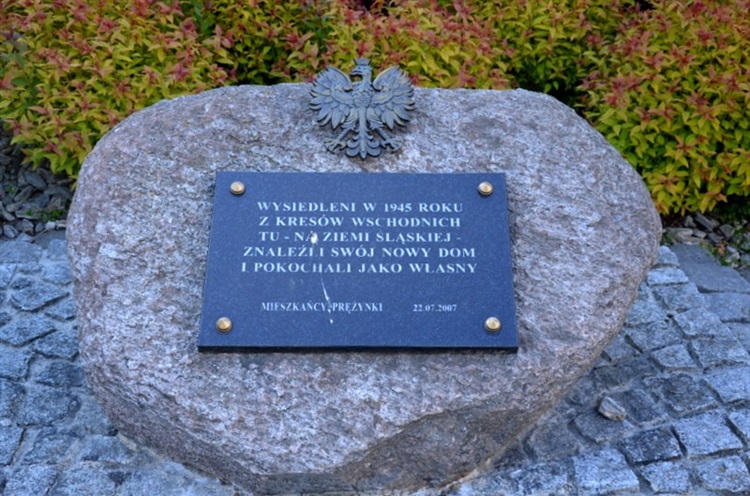 WYSIEDLENI W 1945 ROKU
Z KRESÓW WSCHODNICH
TU - NA ZIEMI ŚLĄSKIEJ -
ZNALEŹLI SWÓJ NOWY DOM
I POKOCHALI JAKO WŁASNY
MIESZKAŃCY PRĘŻYNKI 22.07.2007